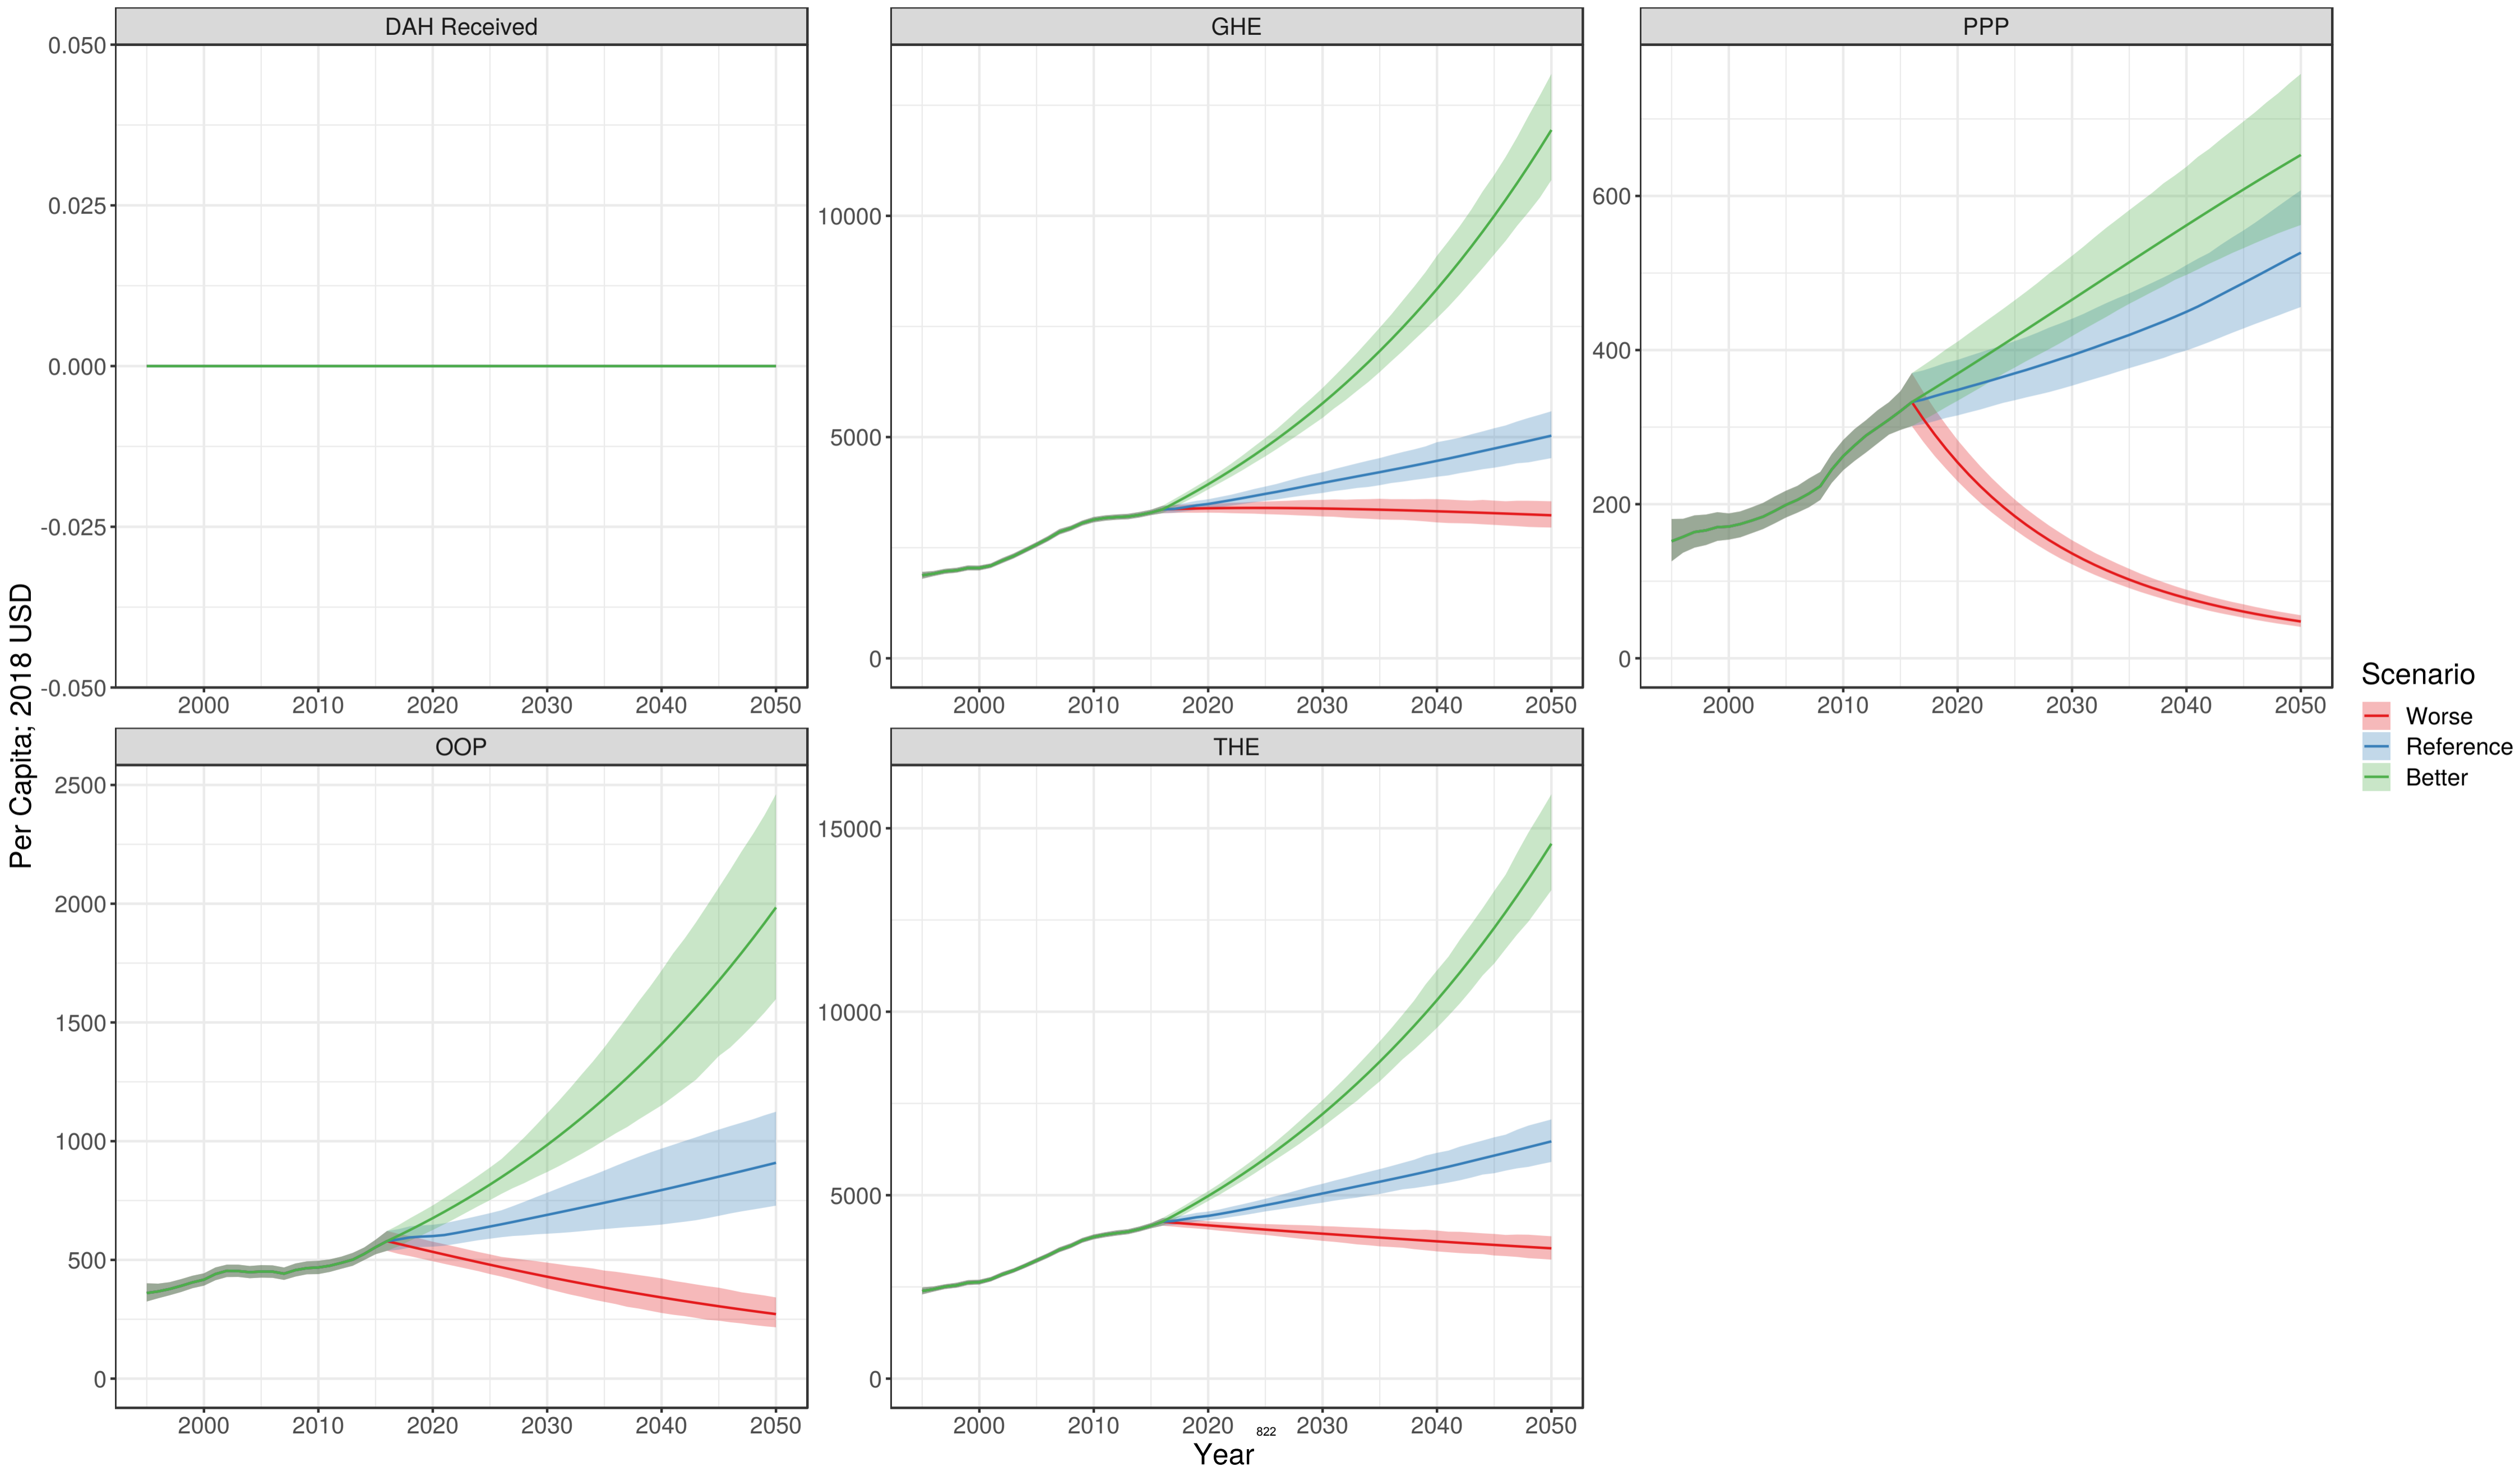 DAH Received
GHE
PPP
0.050
0.025
0.000
-0.025
-0.050
10000
5000
0
600
400
200
0
2000 2010 2020 2030 2040 2050
2000 2010 2020 2030 2040 2050
2000 2010 2020 2030 2040 2050
OOP
THE
2500
2000
1500
1000
500
0
15000
10000
5000
0
2000 2010 2020 2030 2040 2050
2000 2010 2020 2030 2040 2050
Per Capita; 2018 USD
Year
822
Scenario
Worse
Reference
Better